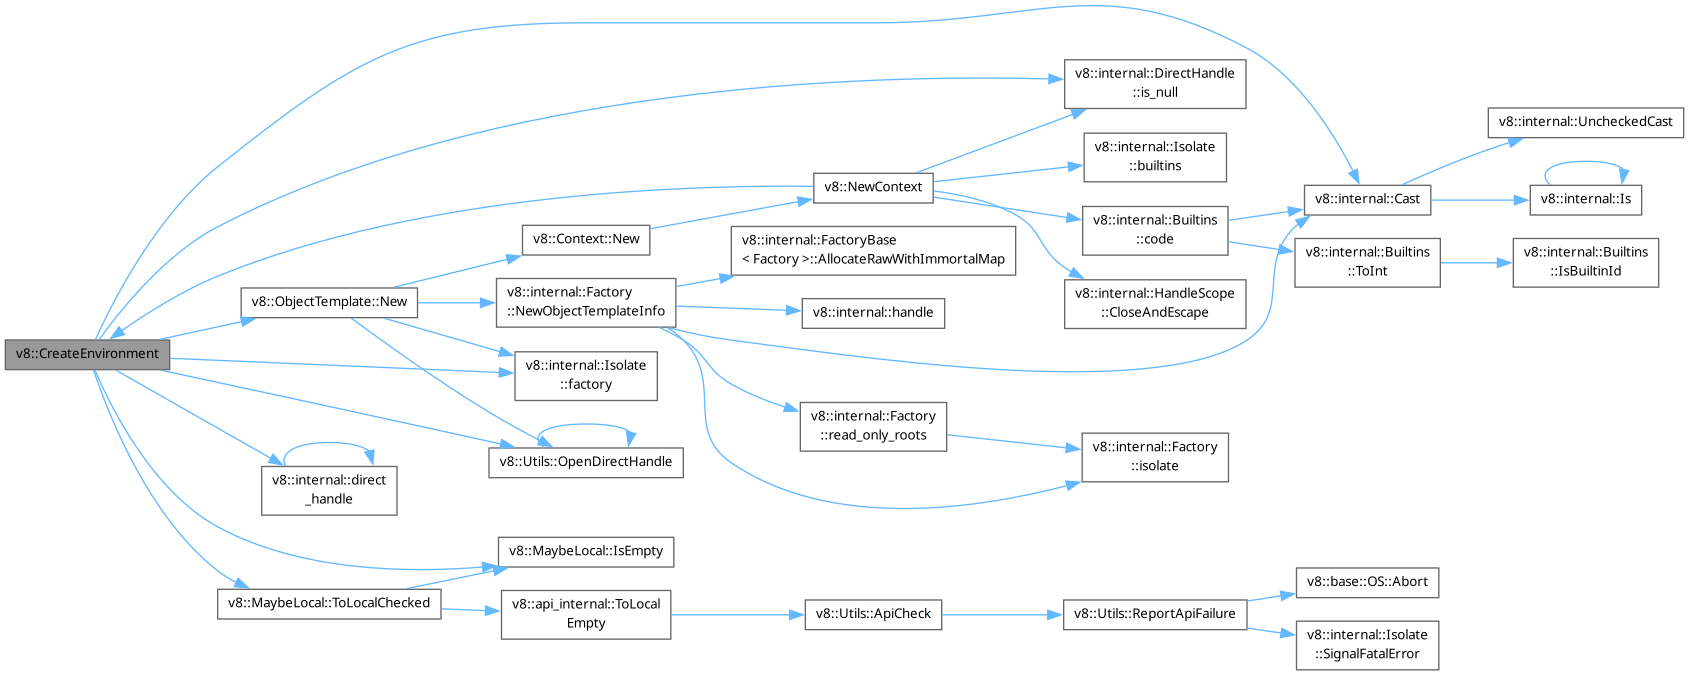 v8::CreateEnvironment
v8::ObjectTemplate::New
v8::internal::direct
_handle
v8::MaybeLocal::ToLocalChecked
v8::Context::New
v8::internal::Factory
::NewObjectTemplateInfo
v8::internal::Isolate
::factory
v8::Utils::OpenDirectHandle
v8::MaybeLocal::IsEmpty
v8::api_internal::ToLocal
Empty
v8::NewContext
v8::internal::FactoryBase
< Factory >::AllocateRawWithImmortalMap
v8::internal::handle
v8::internal::Factory
::read_only_roots
v8::Utils::ApiCheck
v8::internal::DirectHandle
::is_null
v8::internal::Isolate
::builtins
v8::internal::Builtins
::code
v8::internal::HandleScope
::CloseAndEscape
v8::internal::Factory
::isolate
v8::Utils::ReportApiFailure
v8::internal::Cast
v8::internal::Builtins
::ToInt
v8::base::OS::Abort
v8::internal::Isolate
::SignalFatalError
v8::internal::UncheckedCast
v8::internal::Is
v8::internal::Builtins
::IsBuiltinId